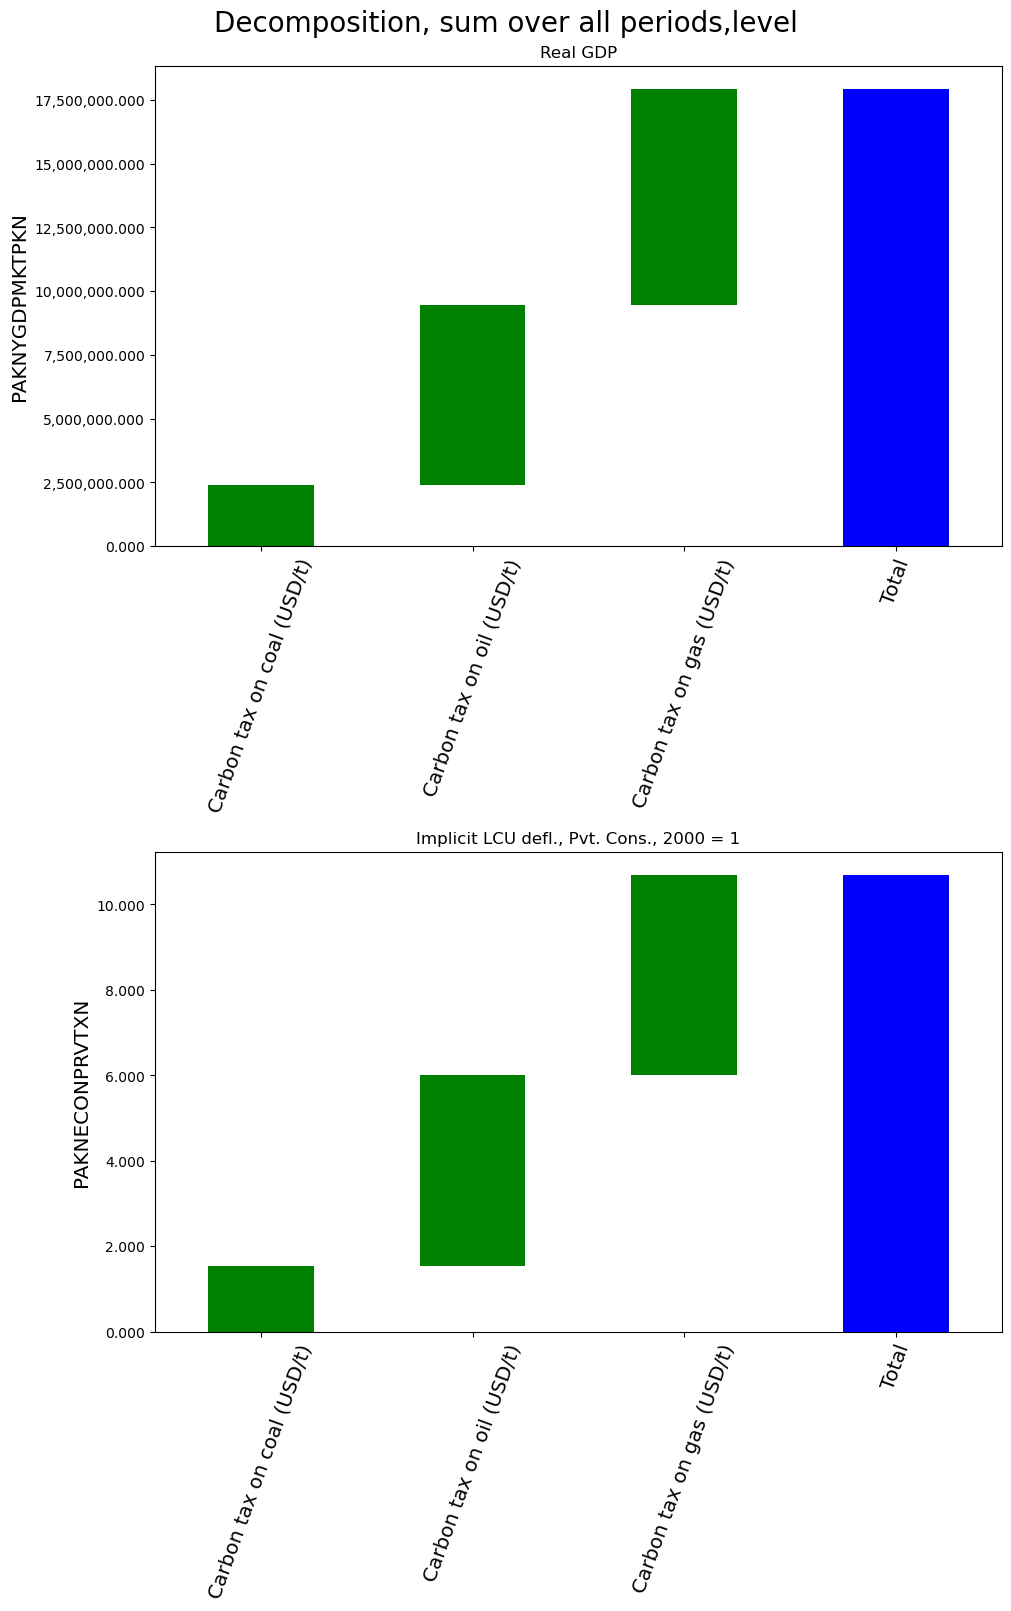 Decomposition, sum over all periods,level
Real GDP
PAKNYGDPMKTPKN
17,500,000.000
15,000,000.000
12,500,000.000
10,000,000.000
7,500,000.000
5,000,000.000
2,500,000.000
0.000
Carbon tax on coal (USD/t)
Carbon tax on oil (USD/t)
Carbon tax on gas (USD/t)
Total
Implicit LCU defl., Pvt. Cons., 2000 = 1
PAKNECONPRVTXN
10.000
8.000
6.000
4.000
2.000
0.000
Carbon tax on coal (USD/t)
Carbon tax on oil (USD/t)
Carbon tax on gas (USD/t)
Total